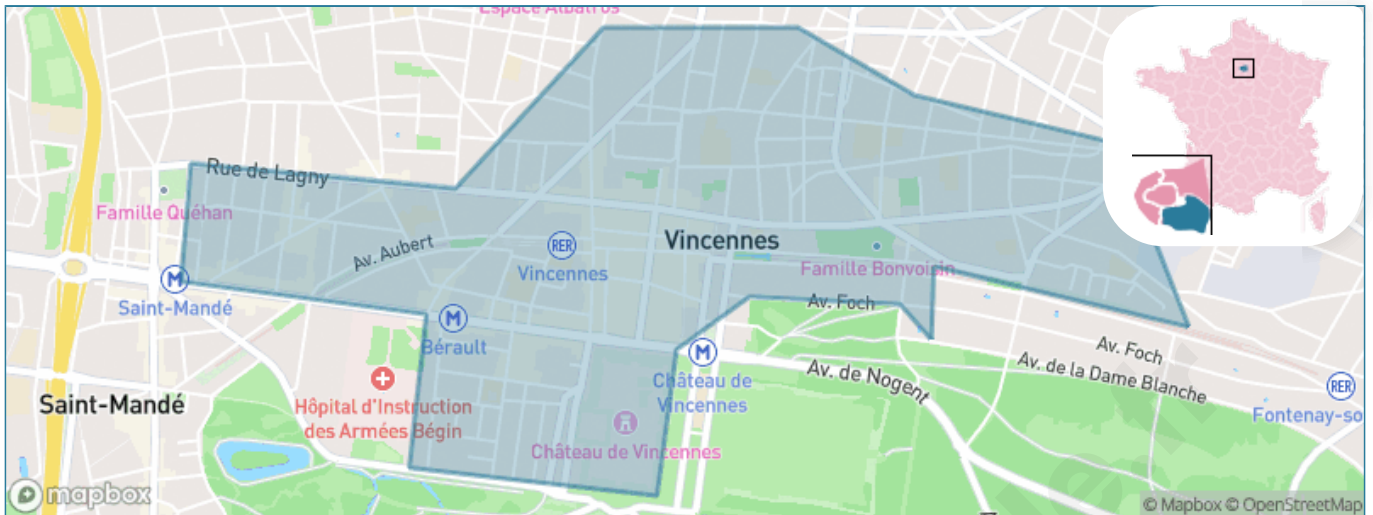 Espace Albatros
Rue de Lagny
Famille Quéhan
Av. Aubert
RER
Vincennes
Vincennes
Famille Bonvoisin
M
Saint-Mandé
M
Bérault
Av. Foch
M
Château de
Vincennes
Av. de Nogent
Av. Foch
Av. de la Dame Blanche
RER
Fontenay-so
Saint-Mandé
Hôpital d'Instruction
des Armées Bégin
Château de Vincennes
mapbox
© Mapbox © OpenStreetMap